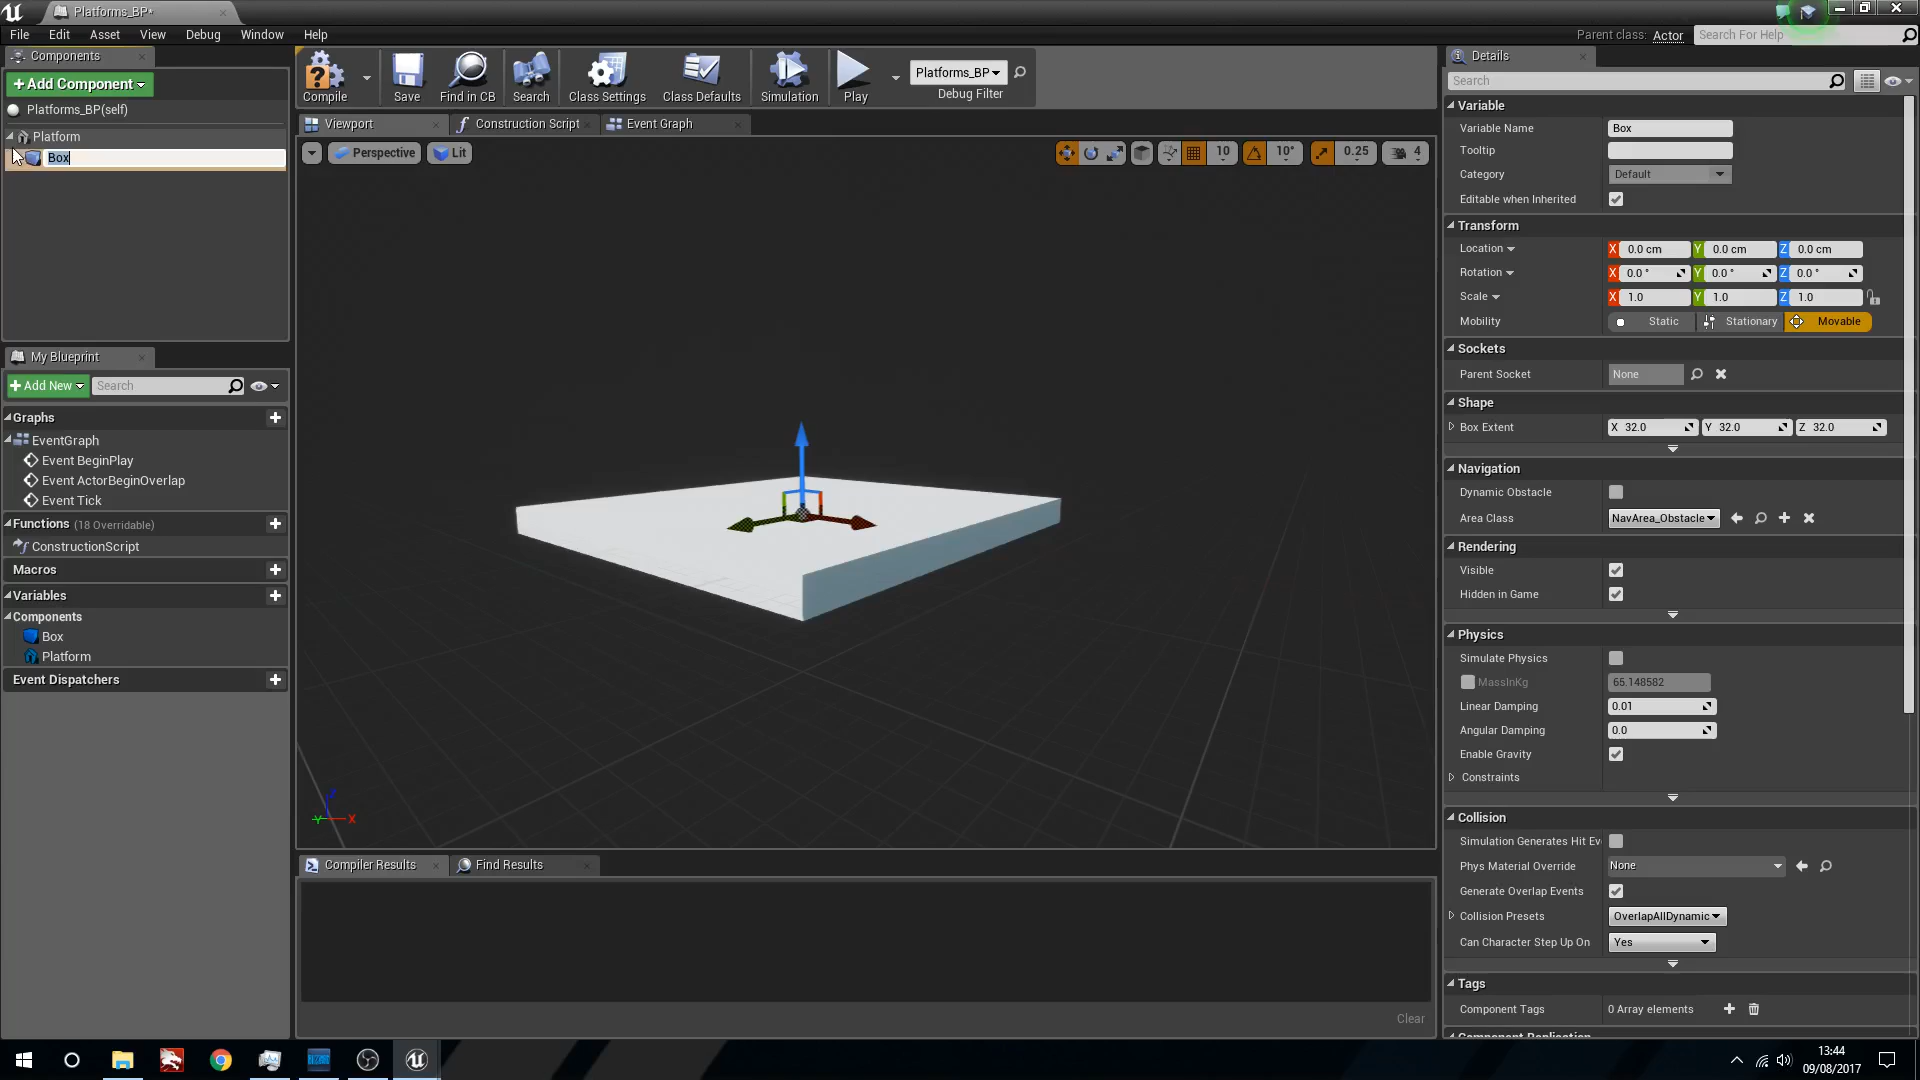 Platforms_BP*
File Edit Asset View Debug Window Help
Parent class: Actor Search For Help
Components
+Add Component
Platforms_BP(self)
Platform
Box
My Blueprint
+Add New Search
Graphs
EventGraph
Event BeginPlay
Event ActorBeginOverlap
Event Tick
Functions (18 Overridable)
ConstructionScript
Macros
Variables
Components
Box
Platform
Event Dispatchers
Compile Save Find in CB Search Class Settings Class Defaults Simulation Play
Platforms_BP
Debug Filter
Viewport Construction Script Event Graph
Perspective Lit 10 10° 0.25 4
Z
Y X
Compiler Results Find Results
Clear
Details
Search
Variable
Variable Name Box
Tooltip
Category Default
Editable when Inherited
Transform
Location X 0.0 cm Y 0.0 cm Z 0.0 cm
Rotation X 0.0 ° Y 0.0 ° Z 0.0 °
Scale X 1.0 Y 1.0 Z 1.0
Mobility Static Stationary Movable
Sockets
Parent Socket None
Shape
Box Extent X 32.0 Y 32.0 Z 32.0
Navigation
Dynamic Obstacle
Area Class NavArea_Obstacle
Rendering
Visible
Hidden in Game
Physics
Simulate Physics
MassInKg 65.148582
Linear Damping 0.01
Angular Damping 0.0
Enable Gravity
Constraints
Collision
Simulation Generates Hit Ev
Phys Material Override None
Generate Overlap Events
Collision Presets OverlapAllDynamic
Can Character Step Up On Yes
Tags
Component Tags 0 Array elements
Component Replication
13:44
09/08/2017